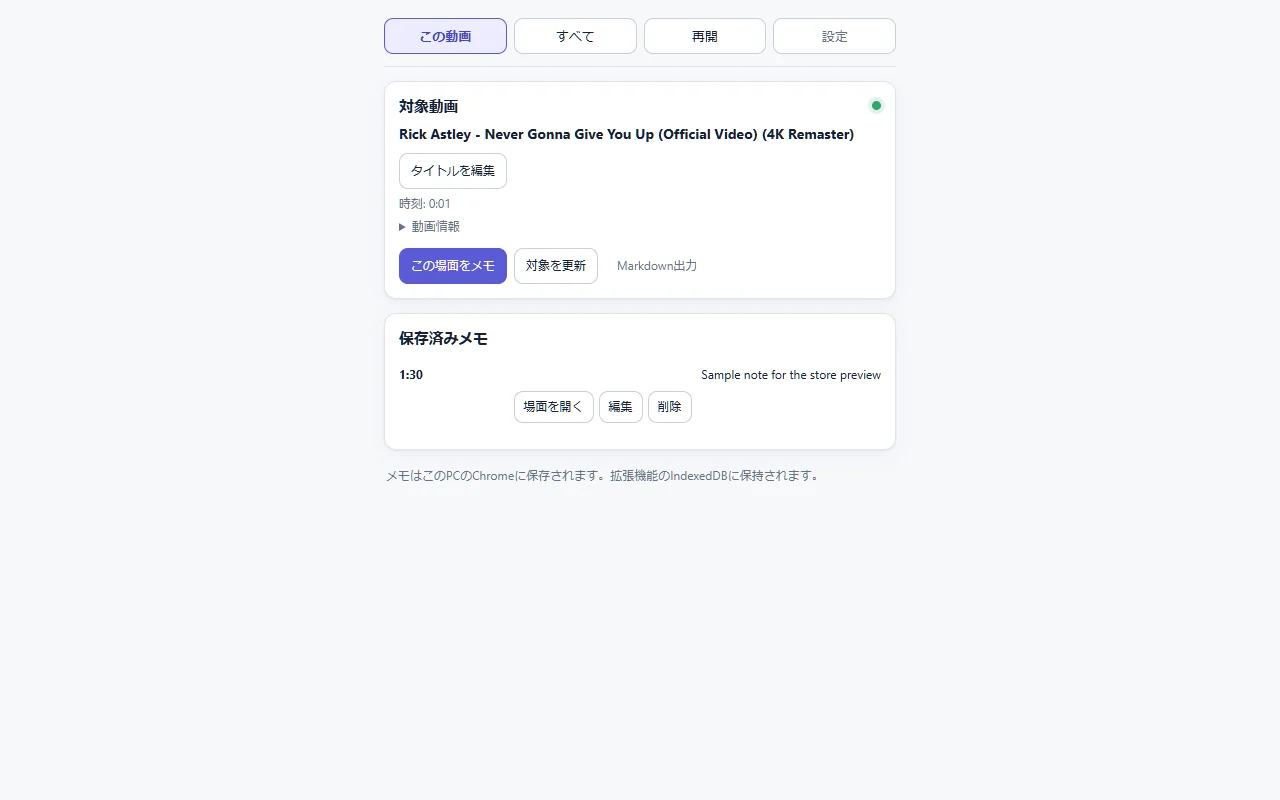 この動画 すべて 再開 設定
対象動画
Rick Astley - Never Gonna Give You Up (Official Video) (4K Remaster)
タイトルを編集
時刻: 0:01
▶ 動画情報
この場面をメモ 対象を更新 Markdown出力
保存済みメモ
1:30 Sample note for the store preview
場面を開く 編集 削除
メモはこのPCのChromeに保存されます。拡張機能のIndexedDBに保持されます。